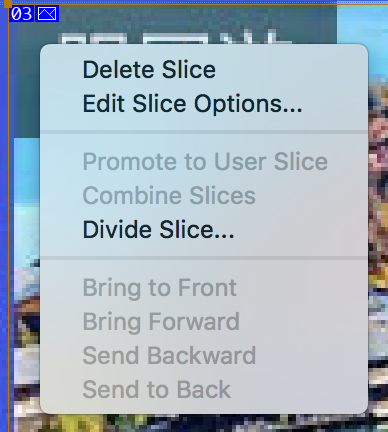 03
Delete Slice
Edit Slice Options...
Promote to User Slice
Combine Slices
Divide Slice...
Bring to Front
Bring Forward
Send Backward
Send to Back